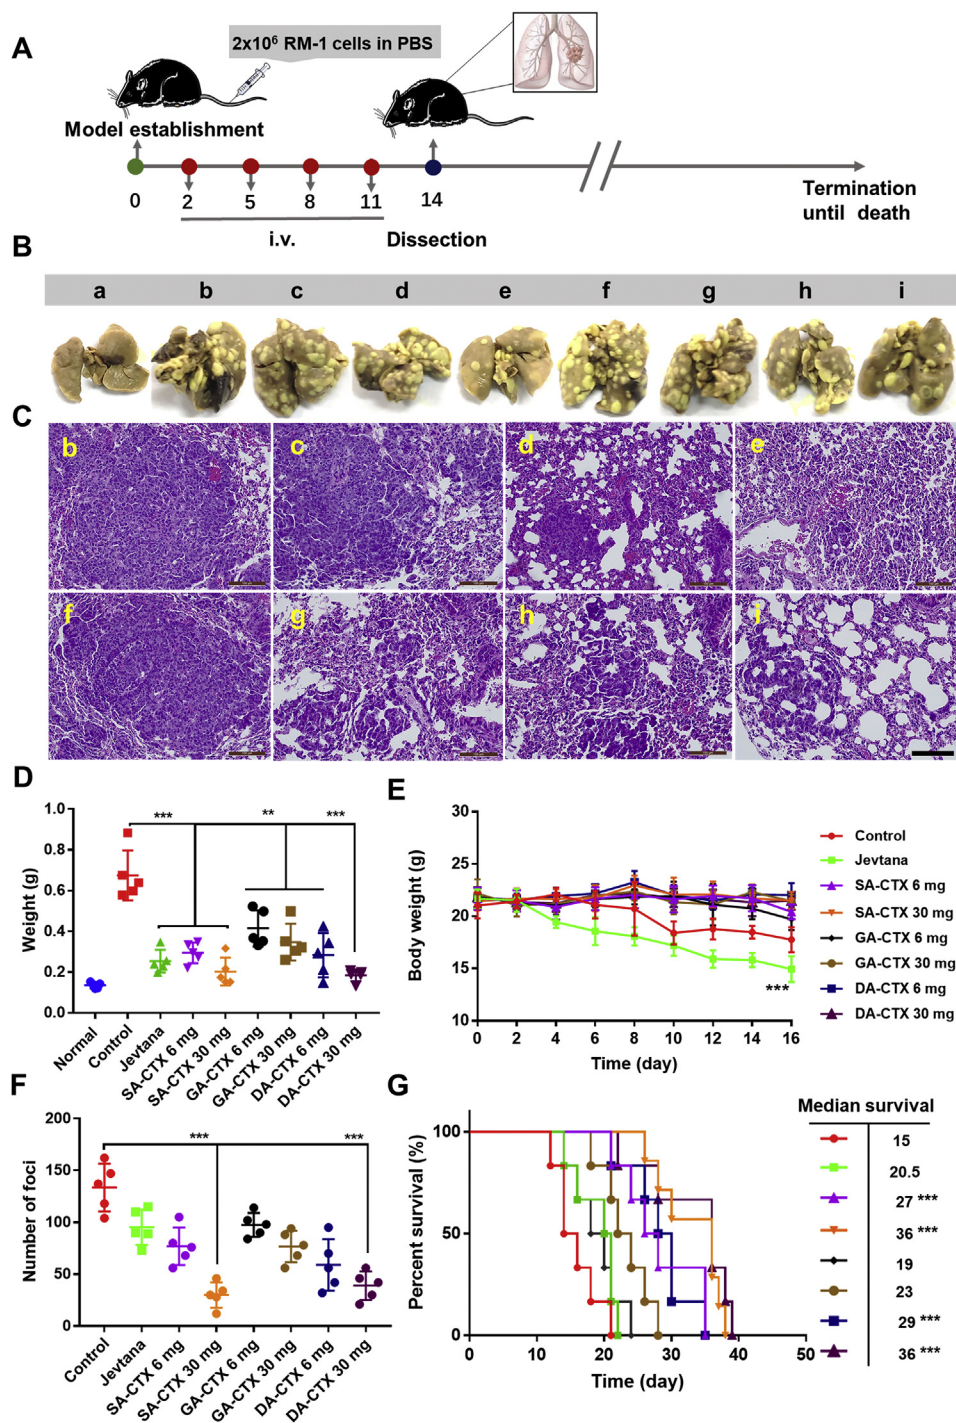 A
2x10⁶ RM-1 cells in PBS
Model establishment
0 2 5 8 11 14
i.v.
Dissection
Termination
until death
B
a b c d e f g h i
C
b c d e
f g h i
D
Weight (g)
1.0
0.8
0.6
0.4
0.2
0.0
*** ** ***
Normal
Control
Jevtana
SA-CTX 6 mg
SA-CTX 30 mg
GA-CTX 6 mg
GA-CTX 30 mg
DA-CTX 6 mg
DA-CTX 30 mg
E
Body weight (g)
30
25
20
15
10
0 2 4 6 8 10 12 14 16
Time (day)
***
Control
Jevtana
SA-CTX 6 mg
SA-CTX 30 mg
GA-CTX 6 mg
GA-CTX 30 mg
DA-CTX 6 mg
DA-CTX 30 mg
F
Number of foci
200
150
100
50
0
*** ***
Control
Jevtana
SA-CTX 6 mg
SA-CTX 30 mg
GA-CTX 6 mg
GA-CTX 30 mg
DA-CTX 6 mg
DA-CTX 30 mg
G
Percent survival (%)
100
50
0
0 10 20 30 40 50
Time (day)
Median survival
15
20.5
27 ***
36 ***
19
23
29 ***
36 ***